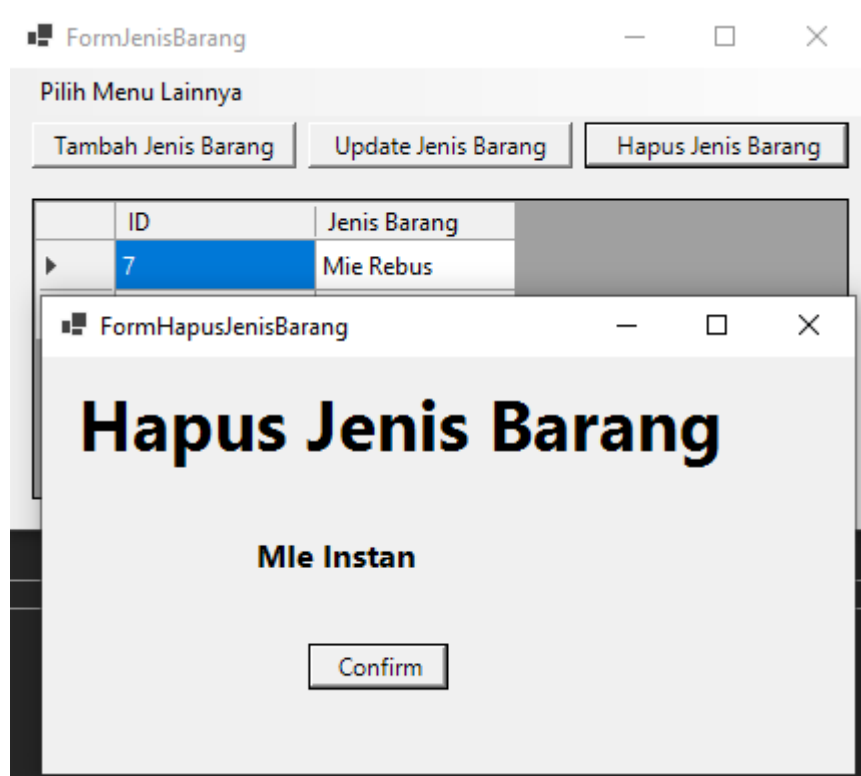 FormJenisBarang
Pilih Menu Lainnya
Tambah Jenis Barang Update Jenis Barang Hapus Jenis Barang
ID Jenis Barang
7 Mie Rebus
FormHapusJenisBarang
Hapus Jenis Barang
MIe Instan
Confirm